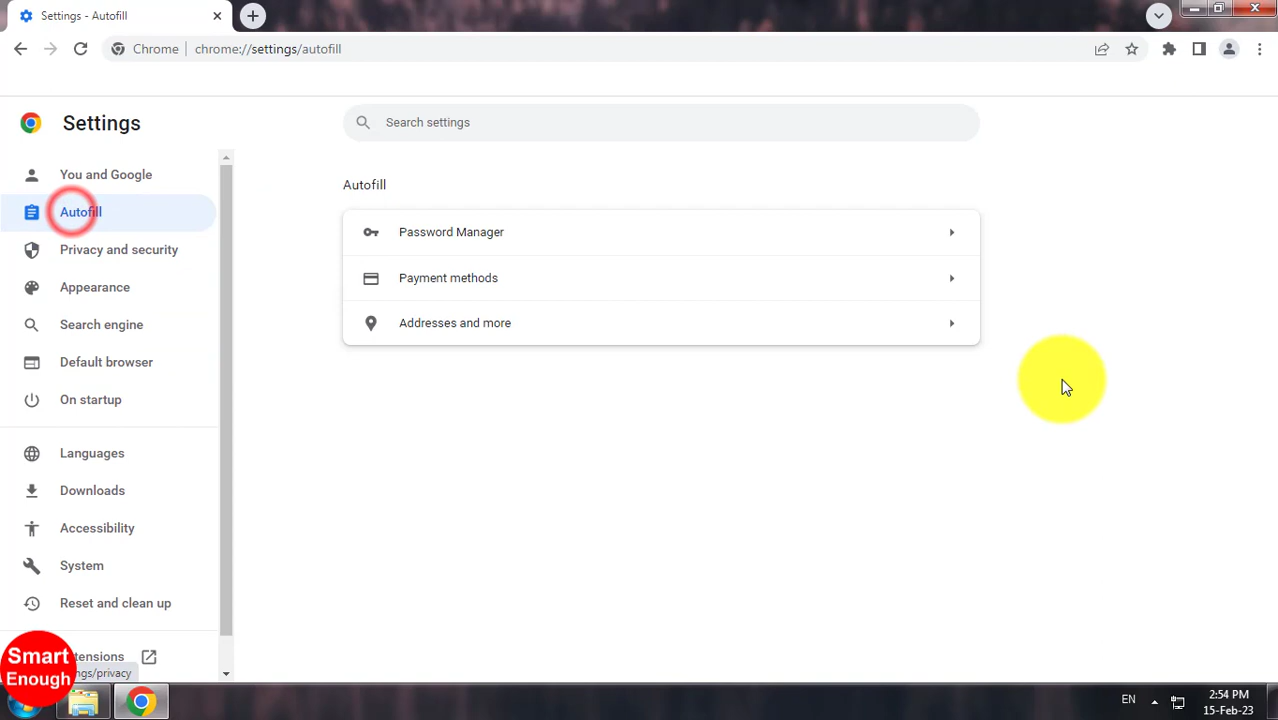 Settings - Autofill
Chrome
chrome://settings/autofill
Settings
Search settings
You and Google
Autofill
Privacy and security
Appearance
Search engine
Default browser
On startup
Languages
Downloads
Accessibility
System
Reset and clean up
tensions
ngs/privacy
Autofill
Password Manager
Payment methods
Addresses and more
Smart
Enough
EN
2:54 PM
15-Feb-23